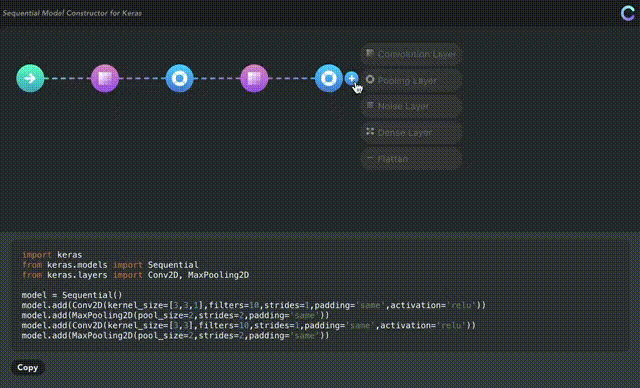 Sequential Model Constructor for Keras
Convolution Layer
Pooling Layer
Noise Layer
Dense Layer
Flatten
import keras
from keras.models import Sequential
from keras.layers import Conv2D, MaxPooling2D
model = Sequential()
model.add(Conv2D(kernel_size=[3,3,1],filters=10,strides=1,padding='same',activation='relu'))
model.add(MaxPooling2D(pool_size=2,strides=2,padding='same'))
model.add(Conv2D(kernel_size=[3,3],filters=10,strides=1,padding='same',activation='relu'))
model.add(MaxPooling2D(pool_size=2,strides=2,padding='same'))
Copy